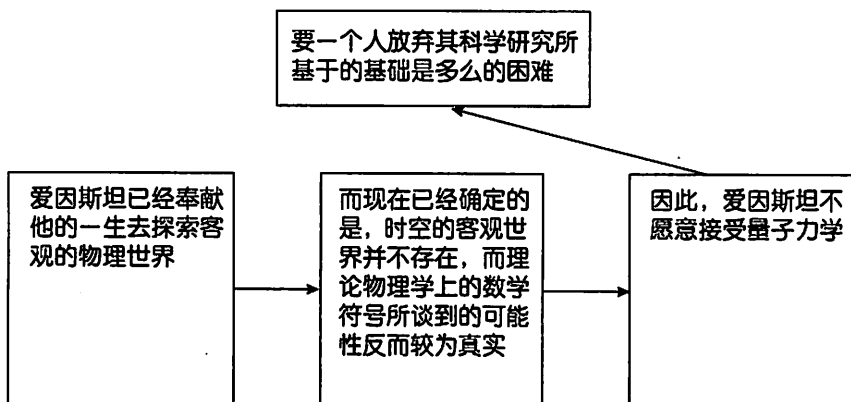 要一个人放弃其科学研究所
基于的基础是多么的困难
爱因斯坦已经奉献
他的一生去探索客
观的物理世界
而现在已经确定的
是，时空的客观世
界并不存在，而理
论物理学上的数学
符号所谈到的可能
性反而较为真实
因此，爱因斯坦不
愿意接受量子力学